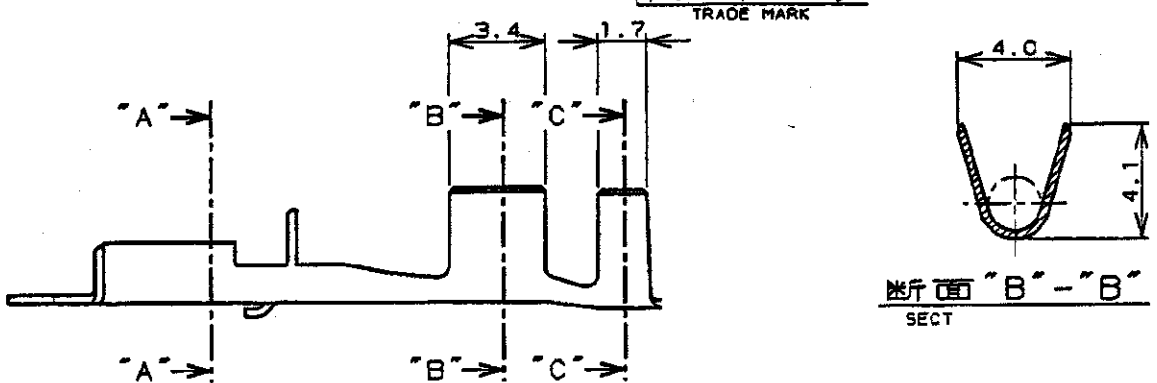 TRADE MARK
3.4
1.7
4.0
"A"
"B"
"C"
4.1
断面 "B"-"B"
SECT
"A"
"B"
"C"